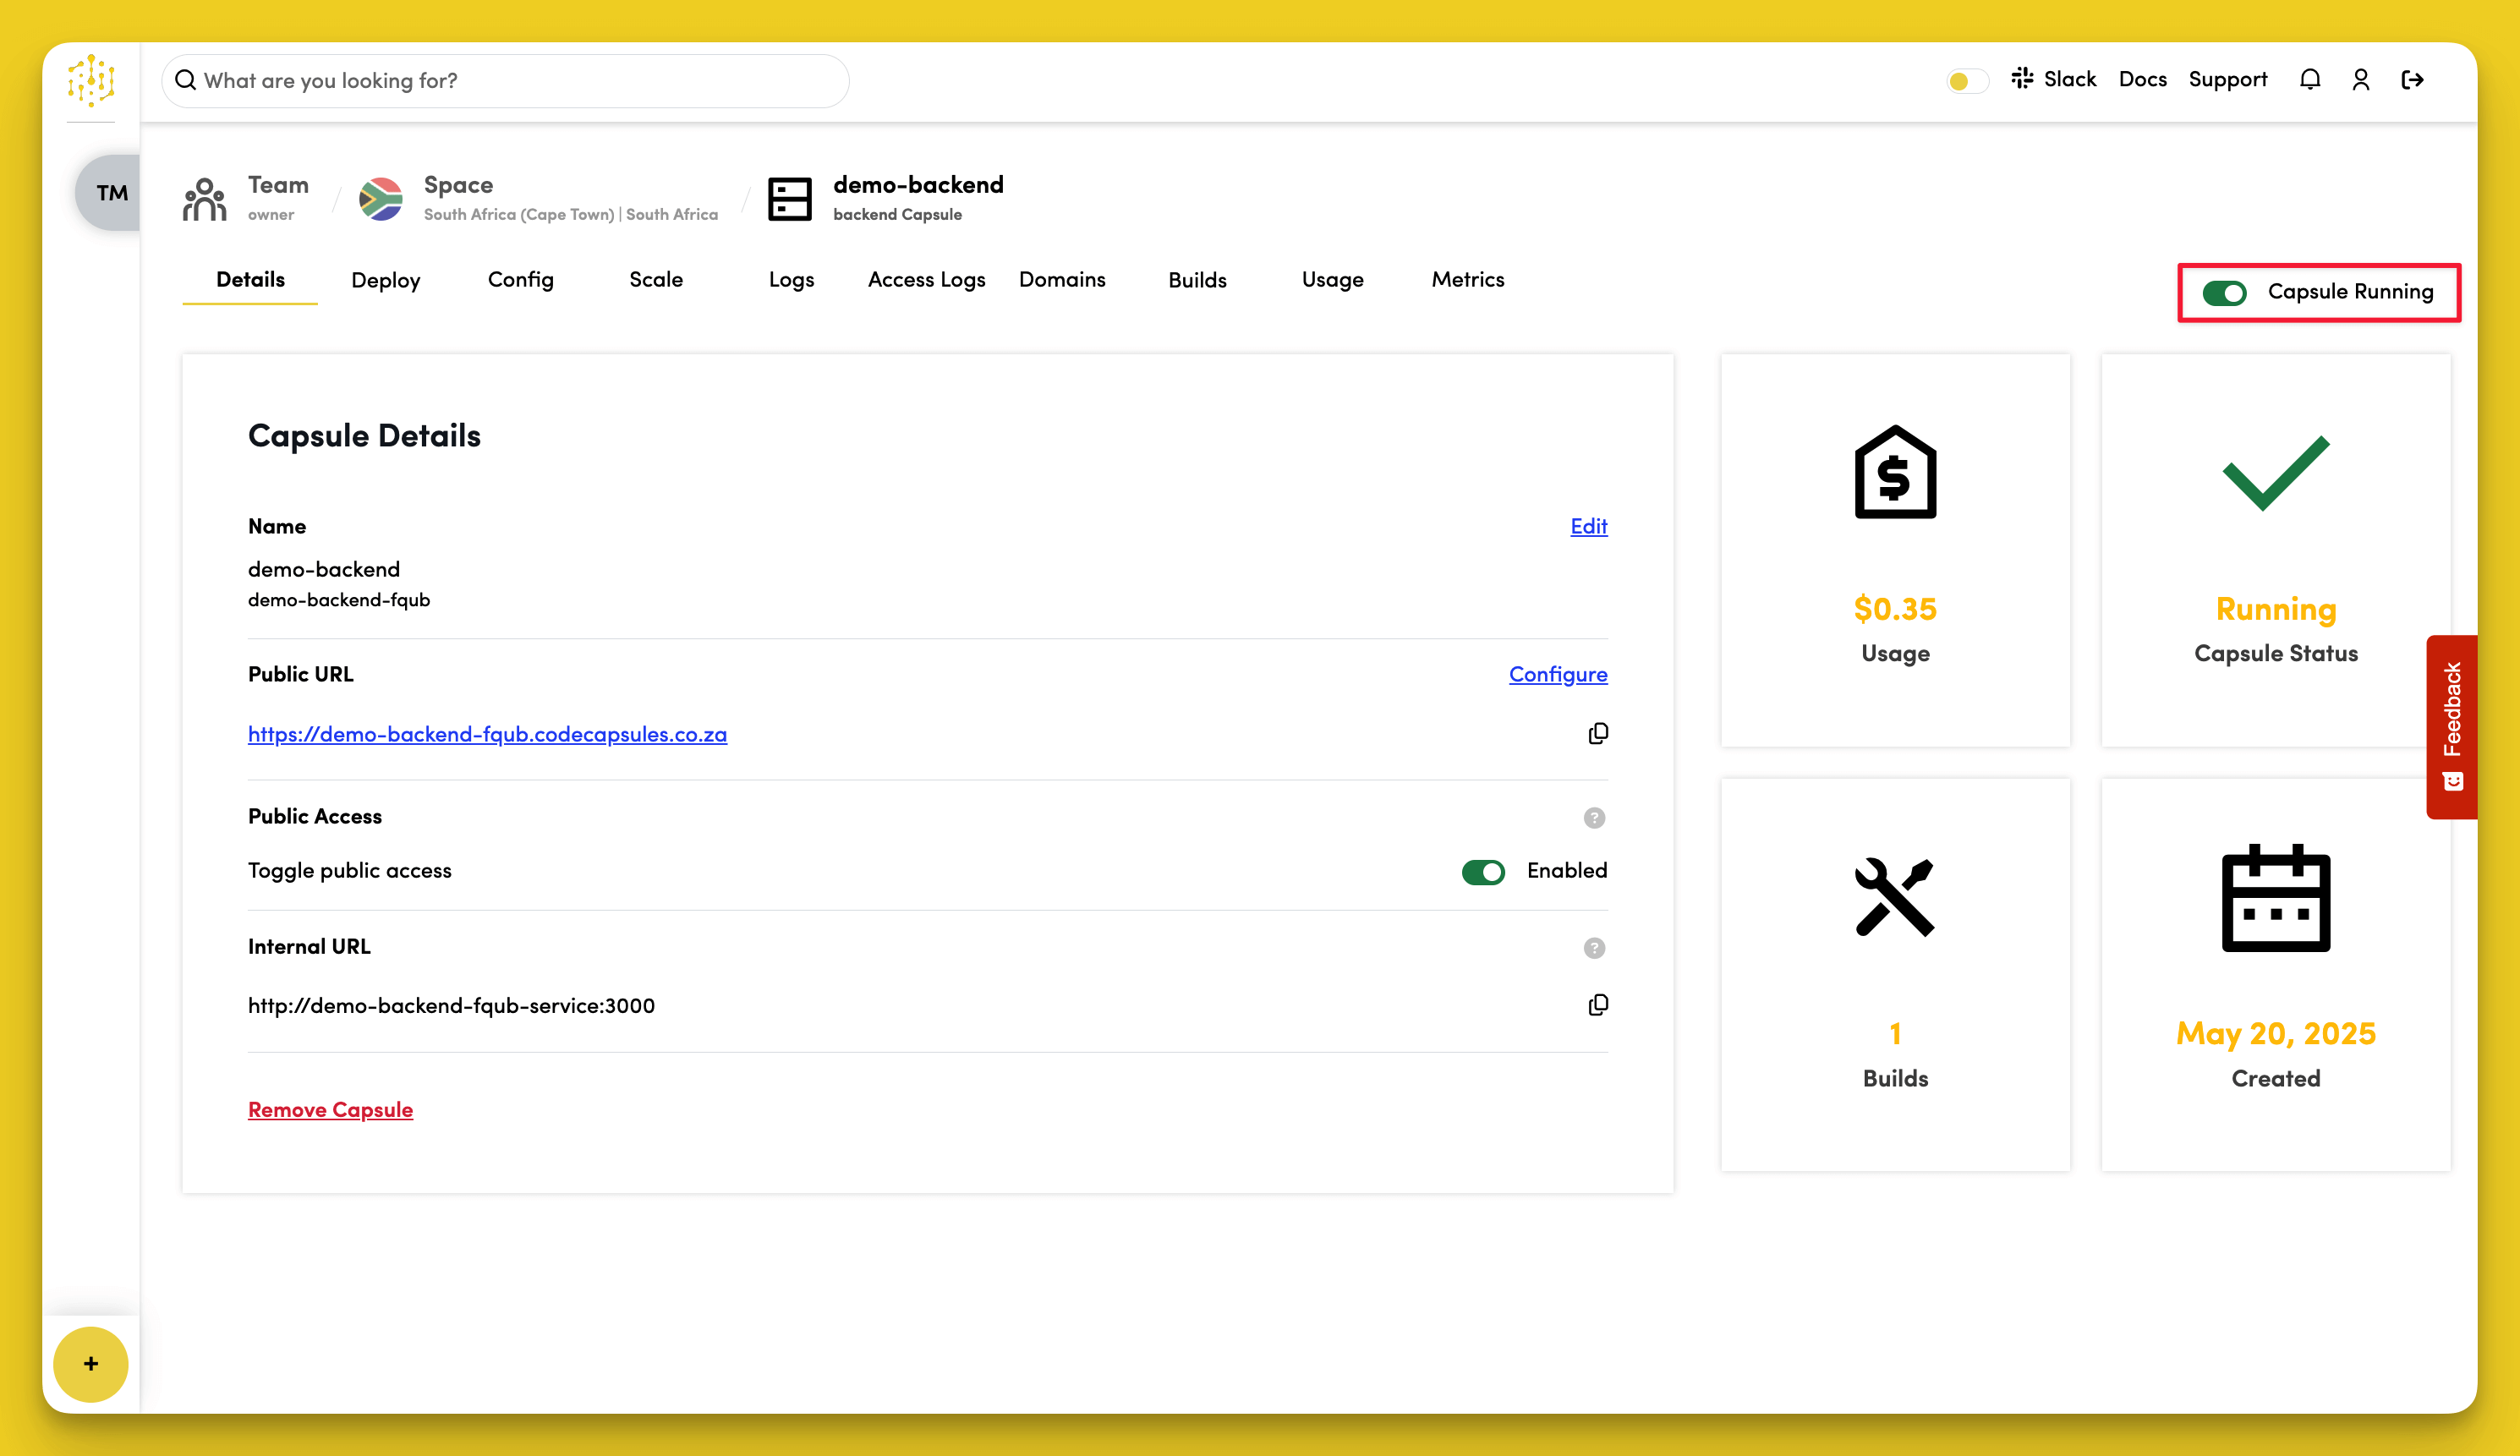 What are you looking for?
Slack Docs Support
TM
Team
owner
/
Space
South Africa (Cape Town) | South Africa
/
demo-backend
backend Capsule
Details Deploy Config Scale Logs Access Logs Domains Builds Usage Metrics
Capsule Running
Capsule Details
Name Edit
demo-backend
demo-backend-fqub
Public URL Configure
https://demo-backend-fqub.codecapsules.co.za
Public Access ?
Toggle public access Enabled
Internal URL ?
http://demo-backend-fqub-service:3000
Remove Capsule
$
$0.35
Usage
Running
Capsule Status
1
Builds
May 20, 2025
Created
Feedback
+